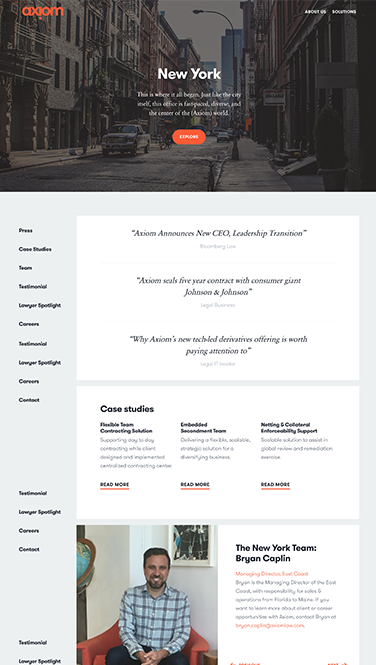 axiom
ABOUT US SOLUTIONS
New York
This is where it all began. Just like the city
itself, this office is fast-paced, diverse, and
the center of the (Axiom) world.
EXPLORE
Press
Case Studies
Team
Testimonial
Lawyer Spotlight
Careers
Testimonial
Lawyer Spotlight
Careers
Contact
Testimonial
Lawyer Spotlight
Careers
Contact
Testimonial
Lawyer Spotlight
“Axiom Announces New CEO, Leadership Transition”
Bloomberg Law
“Axiom seals five year contract with consumer giant
Johnson & Johnson”
Legal Business
“Why Axiom’s new tech-led derivatives offering is worth
paying attention to”
Legal IT Insider
Case studies
Flexible Team
Contracting Solution
Supporting day to day
contracting while client
designed and implemented
centralized contracting center.
READ MORE
Embedded
Secondment Team
Delivering a flexible, scalable,
strategic solution for a
diversifying business.
READ MORE
Netting & Collateral
Enforceability Support
Scalable solution to assist in
global review and remediation
exercise.
READ MORE
The New York Team:
Bryan Caplin
Managing Director, East Coast
Bryan is the Managing Director of the East
Coast, with responsibility for sales &
operations from Florida to Maine. If you
want to learn more about client or career
opportunities with Axiom, contact Bryan at
bryan.caplin@axiomlaw.com.